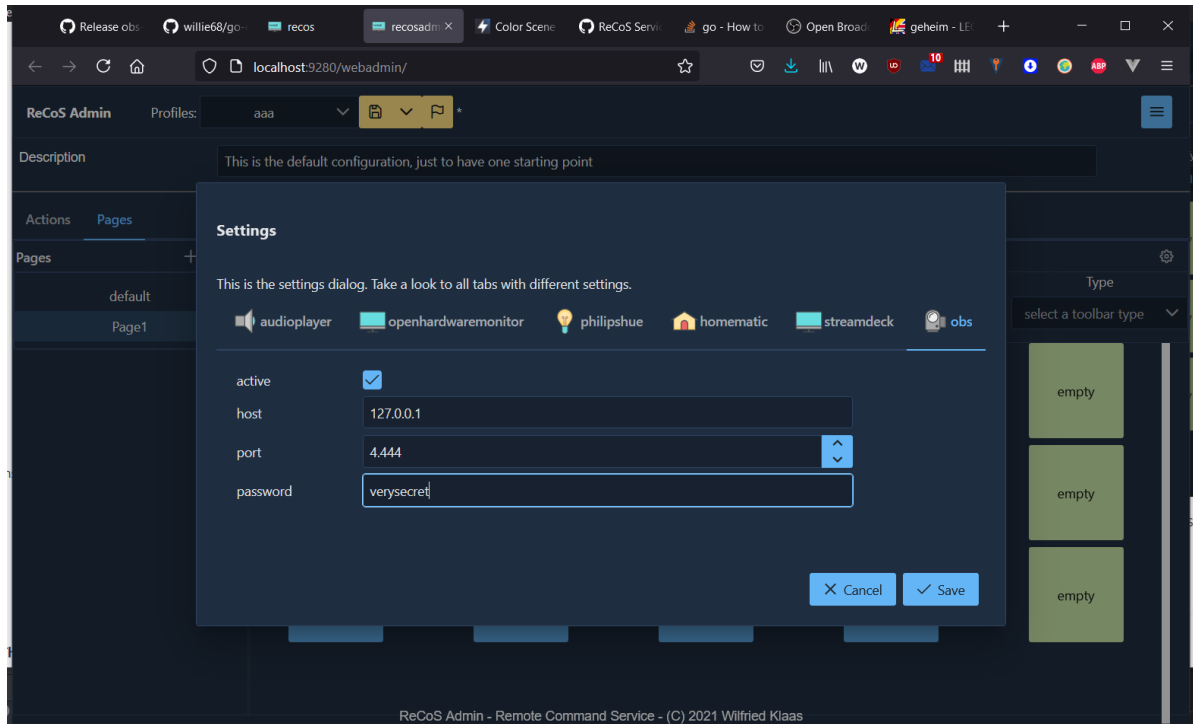 Release obs
willie68/go-
recos
recosadm
Color Scene
ReCoS Servic
go - How to
Open Broad
geheim - LE
localhost:9280/webadmin/
10
ABP
ReCoS Admin
Profiles:
aaa
*
Description
This is the default configuration, just to have one starting point
Actions
Pages
Pages
default
Page1
Type
select a toolbar type
empty
empty
empty
Settings
This is the settings dialog. Take a look to all tabs with different settings.
audioplayer
openhardwaremonitor
philipshue
homematic
streamdeck
obs
active
host
127.0.0.1
port
4.444
password
verysecret
Cancel
Save
ReCoS Admin - Remote Command Service - (C) 2021 Wilfried Klaas